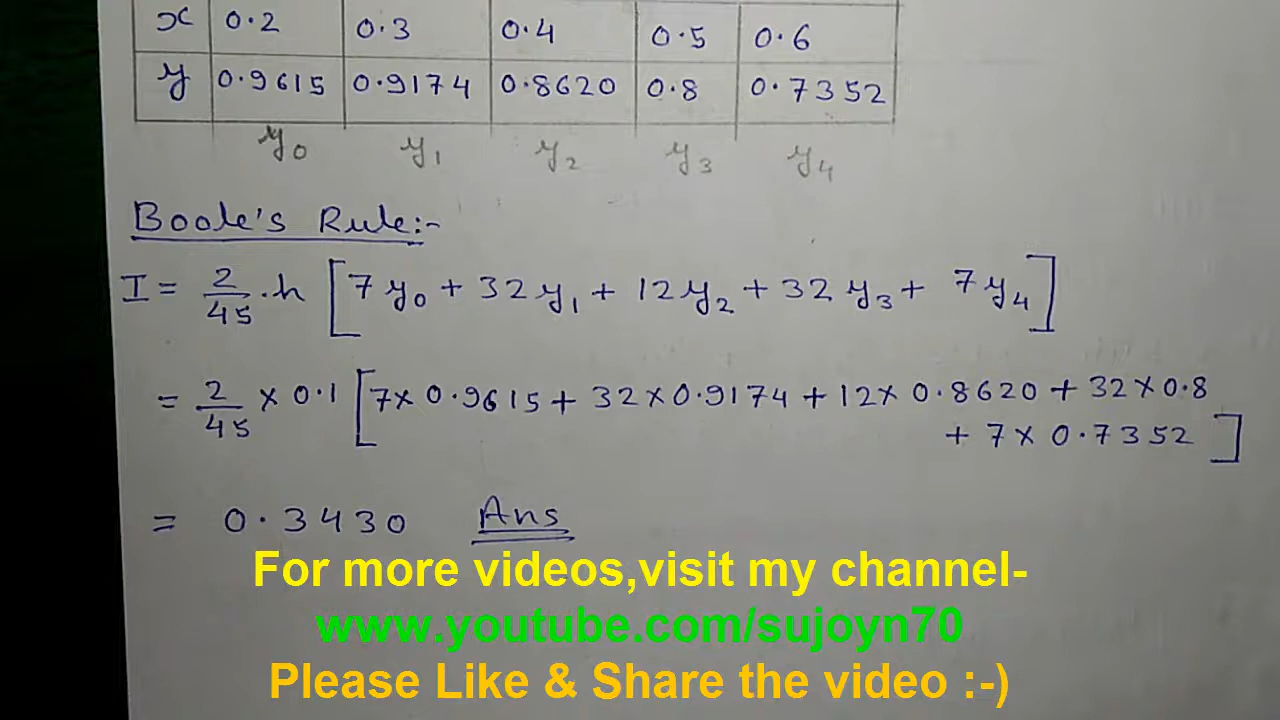 x 0.2 0.3 0.4 0.5 0.6
y 0.9615 0.9174 0.8620 0.8 0.7352
y₀ y₁ y₂ y₃ y₄
Boole's Rule:-
I = 2/45 . h [7y₀ + 32y₁ + 12y₂ + 32y₃ + 7y₄]
= 2/45 × 0.1 [7× 0.9615 + 32×0.9174 + 12× 0.8620 + 32×0.8
+ 7× 0.7352]
= 0.3430 Ans
For more videos,visit my channel-
www.youtube.com/sujoyn70
Please Like & Share the video :-)